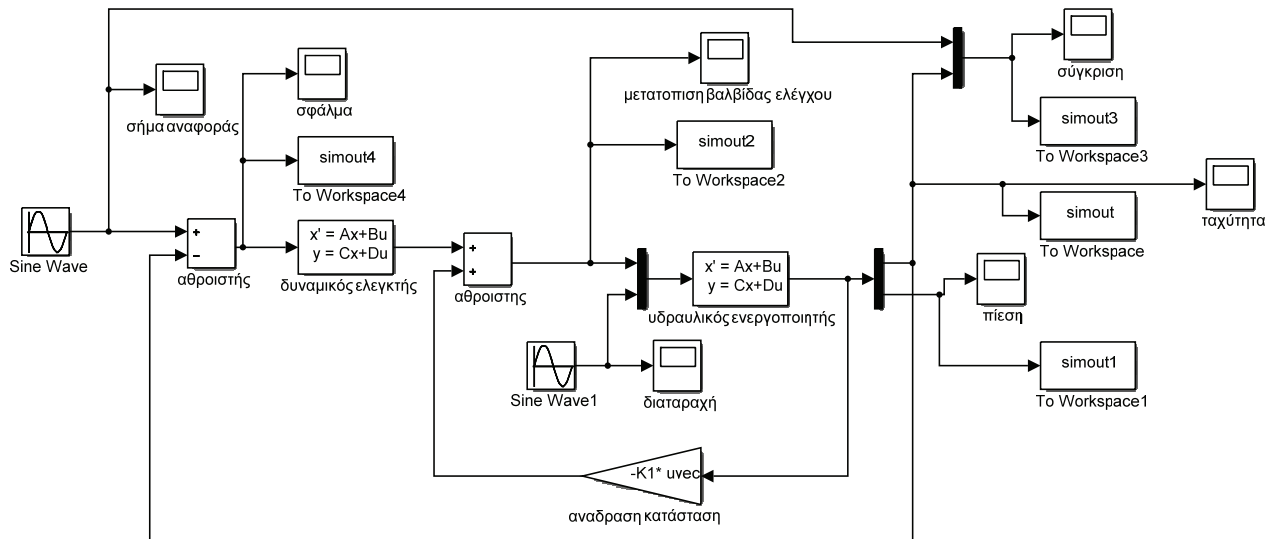 σήμα αναφοράς
σφάλμα
simout4
To Workspace4
μετατοπιση βαλβίδας ελέγχου
simout2
To Workspace2
σύγκριση
simout3
To Workspace3
ταχύτητα
simout
To Workspace
Sine Wave
+
−
αθροιστής
x' = Ax+Bu
y = Cx+Du
δυναμικός ελεγκτής
+
+
αθροιστης
x' = Ax+Bu
y = Cx+Du
υδραυλικός ενεργοποιητής
πίεση
Sine Wave1
διαταραχή
simout1
To Workspace1
-K1* uvec
αναδραση κατάσταση